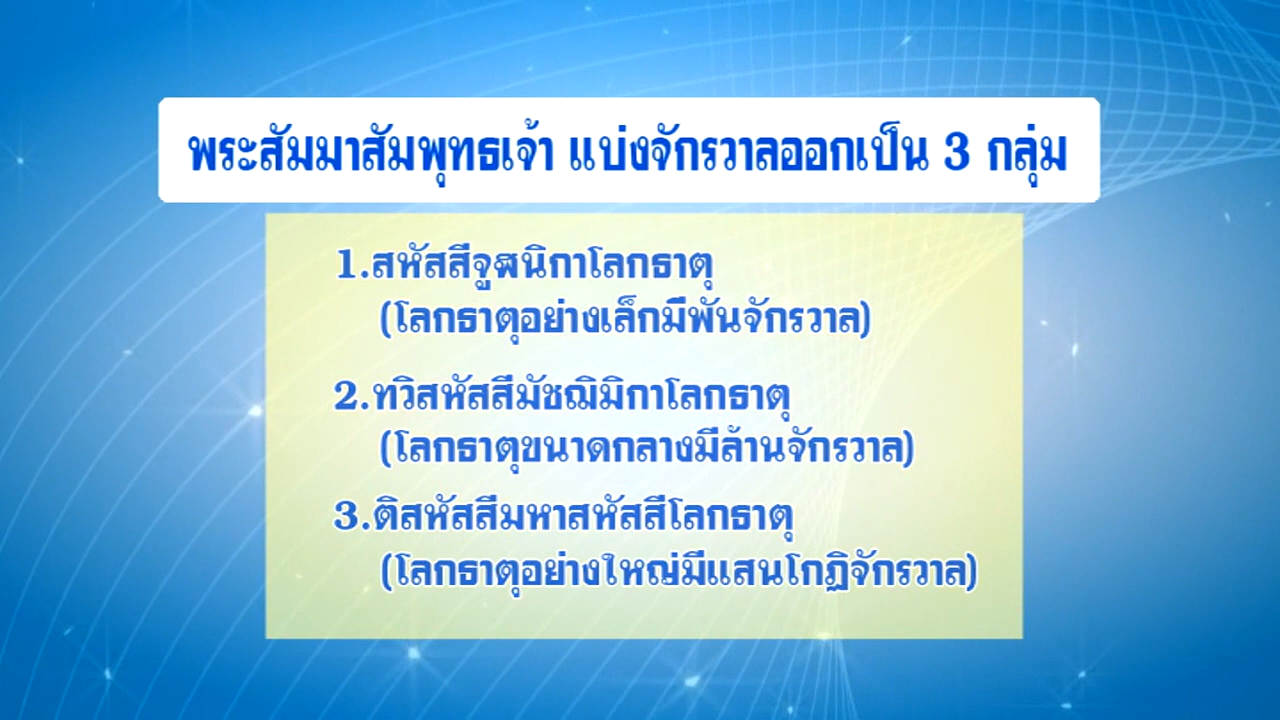 พระสัมมาสัมพุทธเจ้า แบ่งจักรวาลออกเป็น 3 กลุ่ม
1.สหัสสีจูฬนิกาโลกธาตุ
(โลกธาตุอย่างเล็กมีพันจักรวาล)
2.ทวิสหัสสีมัชฌิมิกาโลกธาตุ
(โลกธาตุขนาดกลางมีล้านจักรวาล)
3.ติสหัสสีมหาสหัสสีโลกธาตุ
(โลกธาตุอย่างใหญ่มีแสนโกฏิจักรวาล)